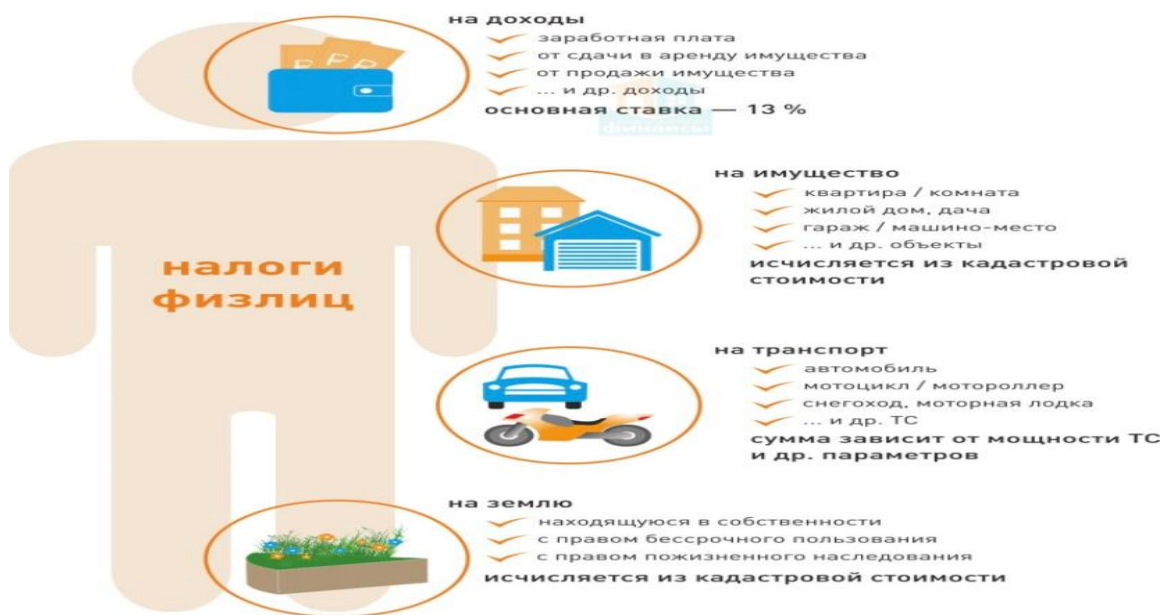 на доходы
заработная плата
от сдачи в аренду имущества
от продажи имущества
... и др. доходы
основная ставка — 13 %
финансы
на имущество
квартира / комната
жилой дом, дача
гараж / машино-место
... и др. объекты
исчисляется из кадастровой
стоимости
налоги
физлиц
на транспорт
автомобиль
мотоцикл / мотороллер
снегоход, моторная лодка
... и др. ТС
сумма зависит от мощности ТС
и др. параметров
на землю
находящуюся в собственности
с правом бессрочного пользования
с правом пожизненного наследования
исчисляется из кадастровой стоимости